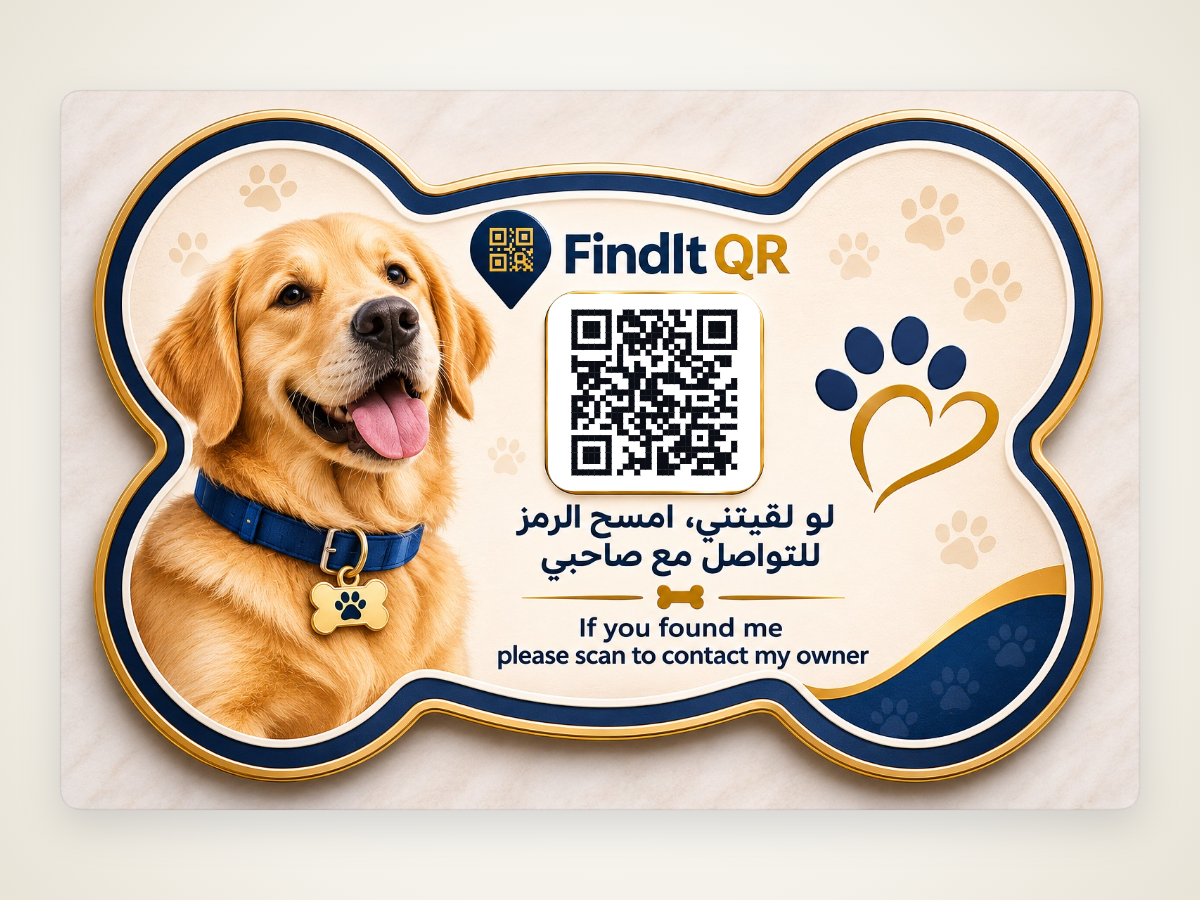 FindIt QR
لو لقيتني، امسح الرمز
للتواصل مع صاحبي
If you found me
please scan to contact my owner